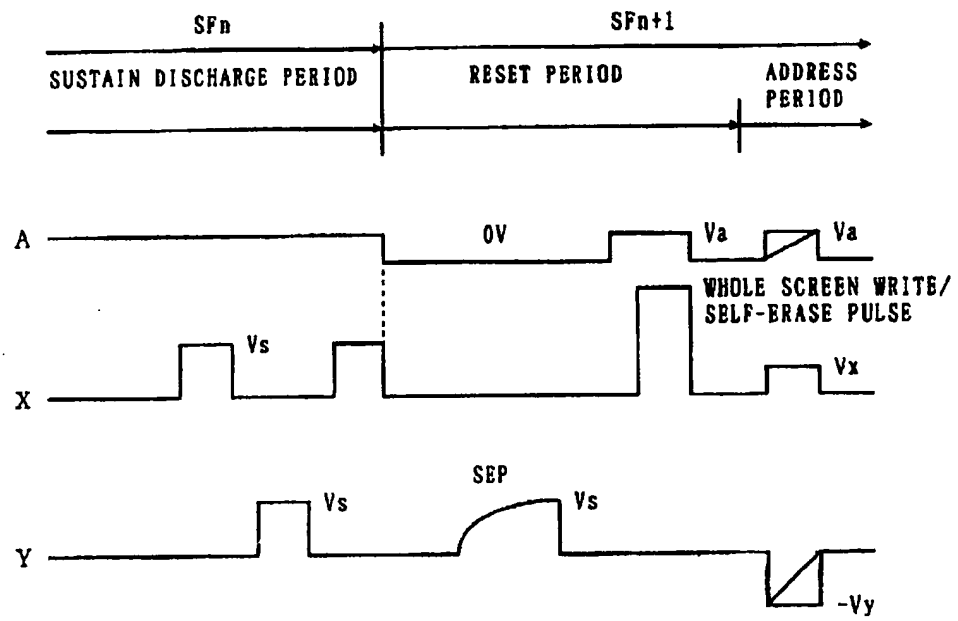 SFn
SFn+1
SUSTAIN DISCHARGE PERIOD
RESET PERIOD
ADDRESS
PERIOD
A
0V
Va
Va
WHOLE SCREEN WRITE/
SELF-ERASE PULSE
Vs
Vx
X
SEP
Vs
Vs
Y
-Vy